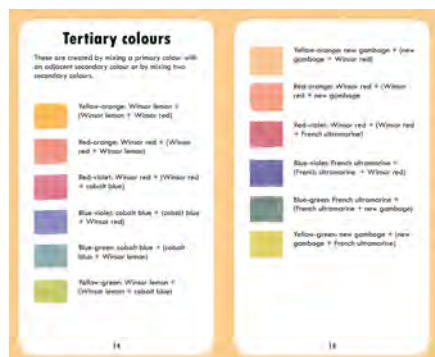 Tertiary colours
These are created by mixing a primary colour with
an adjacent secondary colour or by mixing two
secondary colours.
Yellow-orange: Winsor lemon +
(Winsor lemon + Winsor red)
Red-orange: Winsor red + (Winsor
red + Winsor lemon)
Red-violet: Winsor red + (Winsor red
+ cobalt blue)
Blue-violet: cobalt blue + (cobalt blue
+ Winsor red)
Blue-green: cobalt blue + (cobalt
blue + Winsor lemon)
Yellow-green: Winsor lemon +
(Winsor lemon + cobalt blue)
14
Yellow-orange: new gamboge + (new
gamboge + Winsor red)
Red-orange: Winsor red + (Winsor
red + new gamboge
Red-violet: Winsor red + (Winsor red
+ French ultramarine)
Blue-violet: French ultramarine +
(French ultramarine + Winsor red)
Blue-green: French ultramarine +
(French ultramarine + new gamboge)
Yellow-green: new gamboge + (new
gamboge + French ultramarine)
15